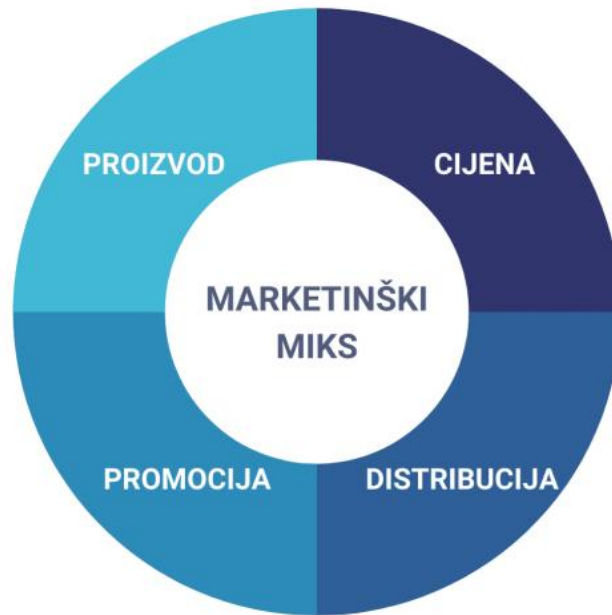 PROIZVOD
CIJENA
MARKETINŠKI
MIKS
PROMOCIJA
DISTRIBUCIJA